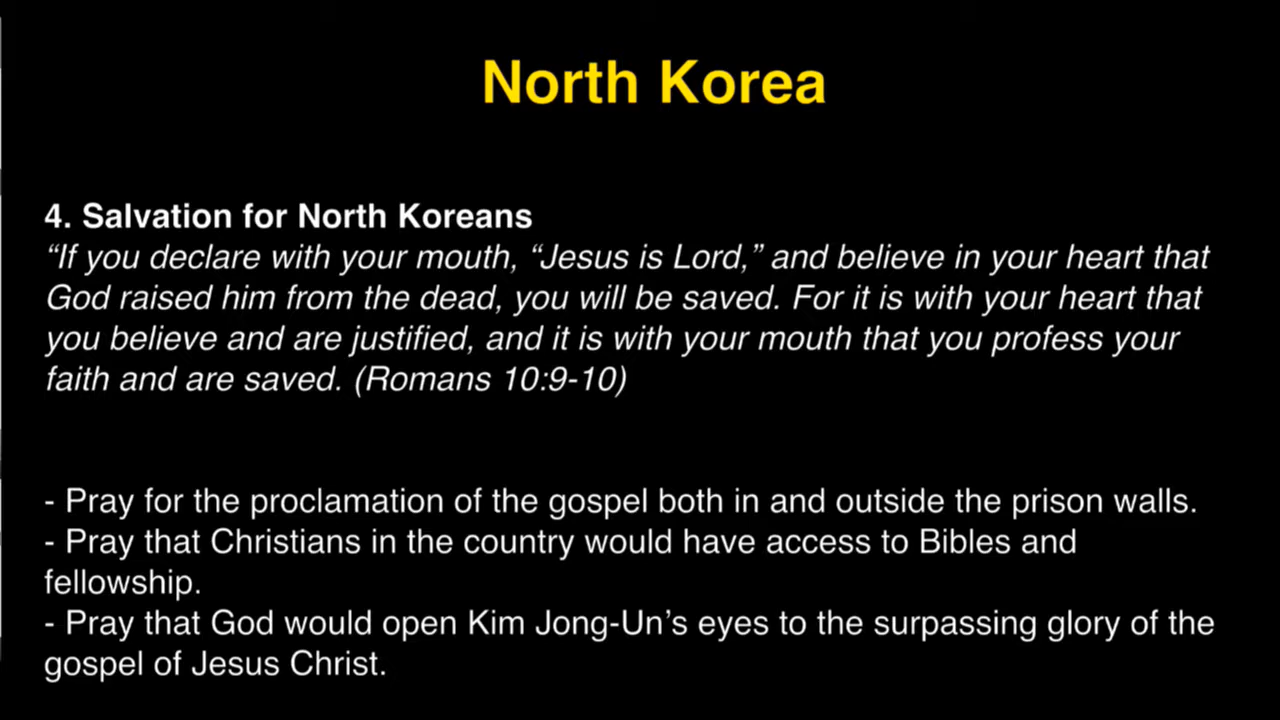 North Korea
4. Salvation for North Koreans
“If you declare with your mouth, “Jesus is Lord,” and believe in your heart that
God raised him from the dead, you will be saved. For it is with your heart that
you believe and are justified, and it is with your mouth that you profess your
faith and are saved. (Romans 10:9-10)
- Pray for the proclamation of the gospel both in and outside the prison walls.
- Pray that Christians in the country would have access to Bibles and
fellowship.
- Pray that God would open Kim Jong-Un’s eyes to the surpassing glory of the
gospel of Jesus Christ.